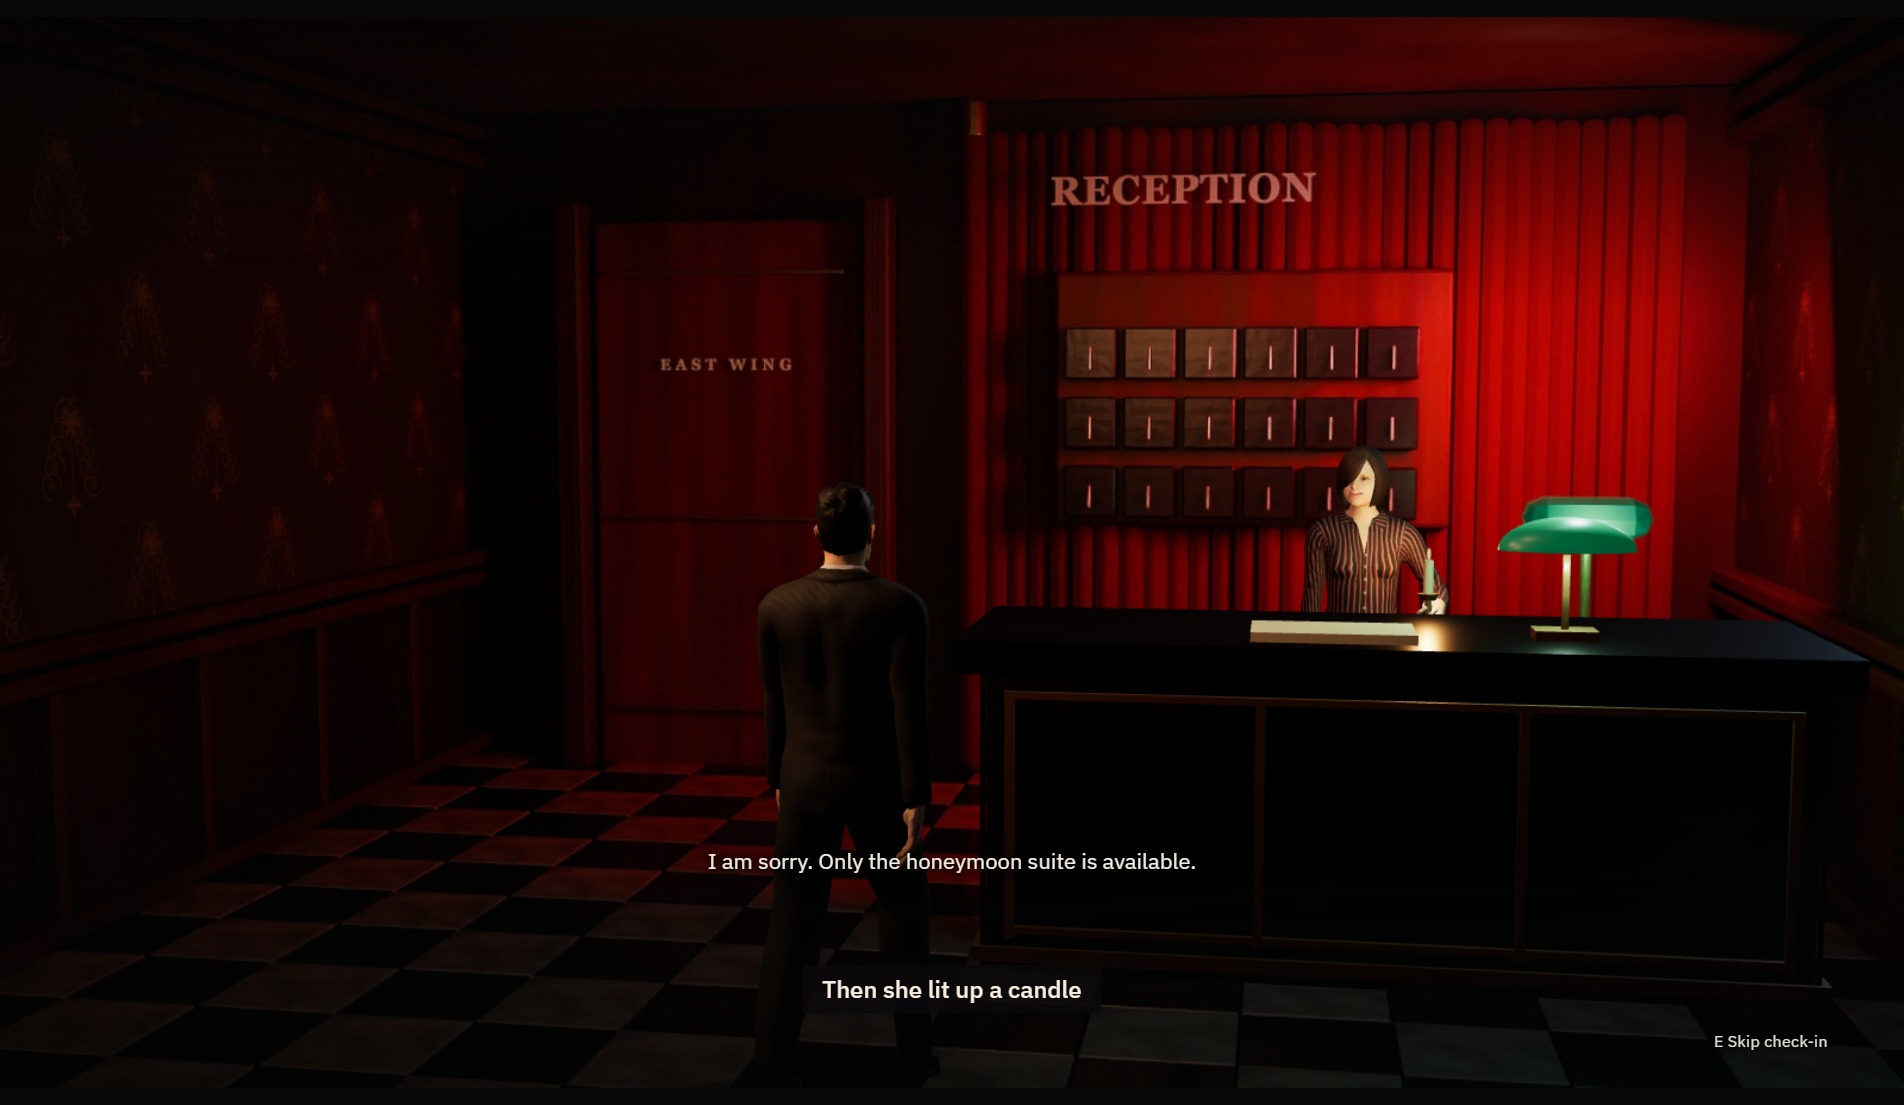 RECEPTION
EAST WING
I am sorry. Only the honeymoon suite is available.
Then she lit up a candle
E Skip check-in